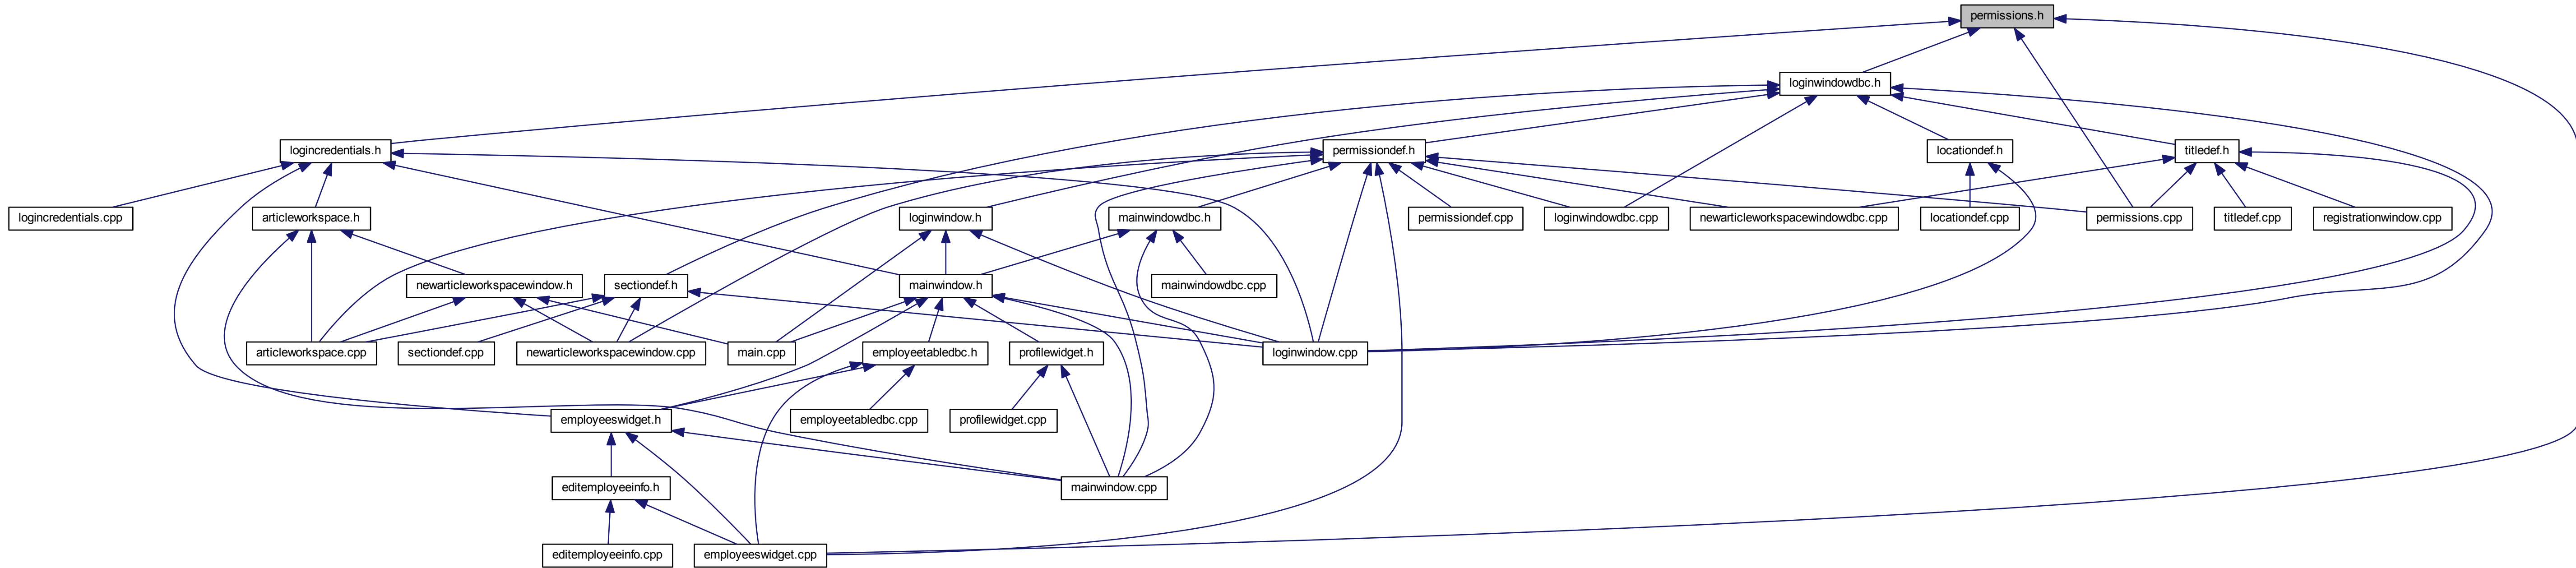 permissions.h
loginwindowdbc.h
logincredentials.h
permissiondef.h
locationdef.h
titledef.h
logincredentials.cpp
articleworkspace.h
loginwindow.h
mainwindowdbc.h
permissiondef.cpp
loginwindowdbc.cpp
newarticleworkspacewindowdbc.cpp
locationdef.cpp
permissions.cpp
titledef.cpp
registrationwindow.cpp
newarticleworkspacewindow.h
sectiondef.h
mainwindow.h
mainwindowdbc.cpp
articleworkspace.cpp
sectiondef.cpp
newarticleworkspacewindow.cpp
main.cpp
employeetabledbc.h
profilewidget.h
loginwindow.cpp
employeeswidget.h
employeetabledbc.cpp
profilewidget.cpp
editemployeeinfo.h
mainwindow.cpp
editemployeeinfo.cpp
employeeswidget.cpp